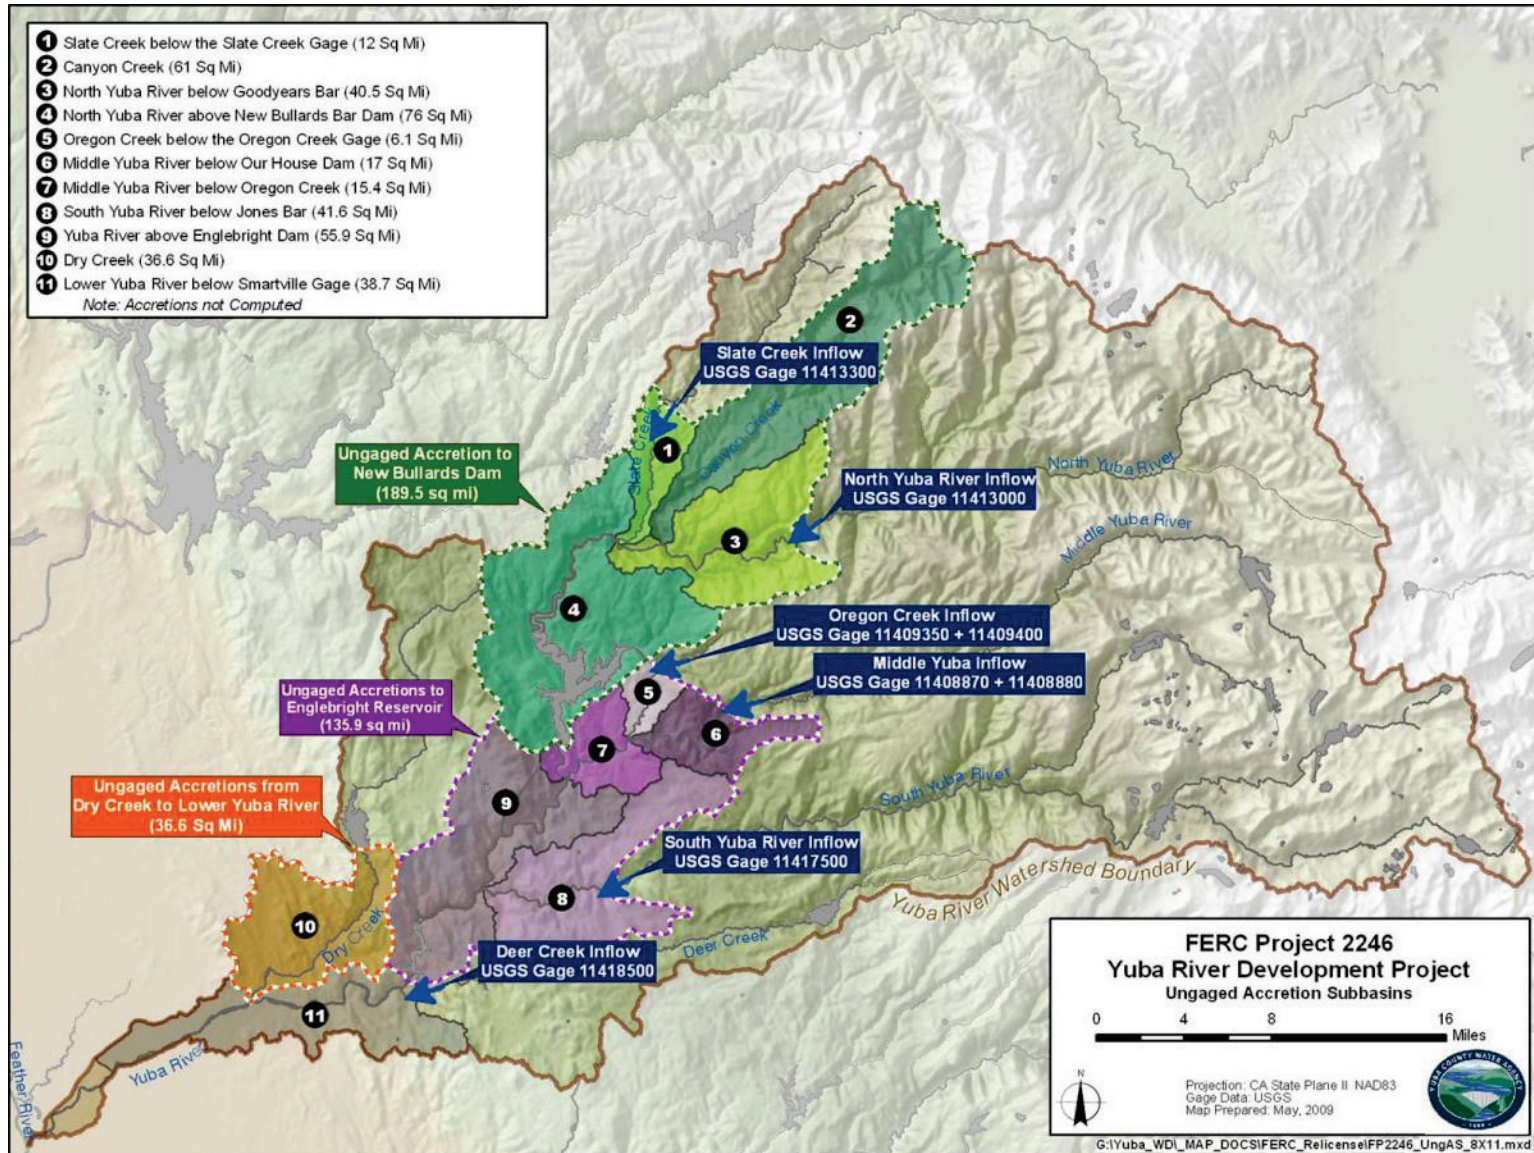 1 Slate Creek below the Slate Creek Gage (12 Sq Mi)
2 Canyon Creek (61 Sq Mi)
3 North Yuba River below Goodyears Bar (40.5 Sq Mi)
4 North Yuba River above New Bullards Bar Dam (76 Sq Mi)
5 Oregon Creek below the Oregon Creek Gage (6.1 Sq Mi)
6 Middle Yuba River below Our House Dam (17 Sq Mi)
7 Middle Yuba River below Oregon Creek (15.4 Sq Mi)
8 South Yuba River below Jones Bar (41.6 Sq Mi)
9 Yuba River above Englebright Dam (55.9 Sq Mi)
10 Dry Creek (36.6 Sq Mi)
11 Lower Yuba River below Smartville Gage (38.7 Sq Mi)
Note: Accretions not Computed
2
Slate Creek Inflow
USGS Gage 11413300
Slate Creek
1
Canyon Creek
Ungaged Accretion to
New Bullards Dam
(189.5 sq mi)
North Yuba River
North Yuba River Inflow
USGS Gage 11413000
Middle Yuba River
3
4
Oregon Creek Inflow
USGS Gage 11409350 + 11409400
Middle Yuba Inflow
USGS Gage 11408870 + 11408880
Ungaged Accretions to
Englebright Reservoir
(135.9 sq mi)
5
6
7
Ungaged Accretions from
Dry Creek to Lower Yuba River
(36.6 Sq Mi)
9
South Yuba River
South Yuba River Inflow
USGS Gage 11417500
8
Yuba River Watershed Boundary
10
Dry Creek
Deer Creek
Deer Creek Inflow
USGS Gage 11418500
11
Yuba River
Feather River
FERC Project 2246
Yuba River Development Project
Ungaged Accretion Subbasins
0 4 8 16
Miles
N
Projection: CA State Plane II NAD83
Gage Data: USGS
Map Prepared: May, 2009
YUBA COUNTY WATER AGENCY
G:\Yuba_WD\_MAP_DOCS\FERC_Relicense\FP2246_UngAS_8X11.mxd